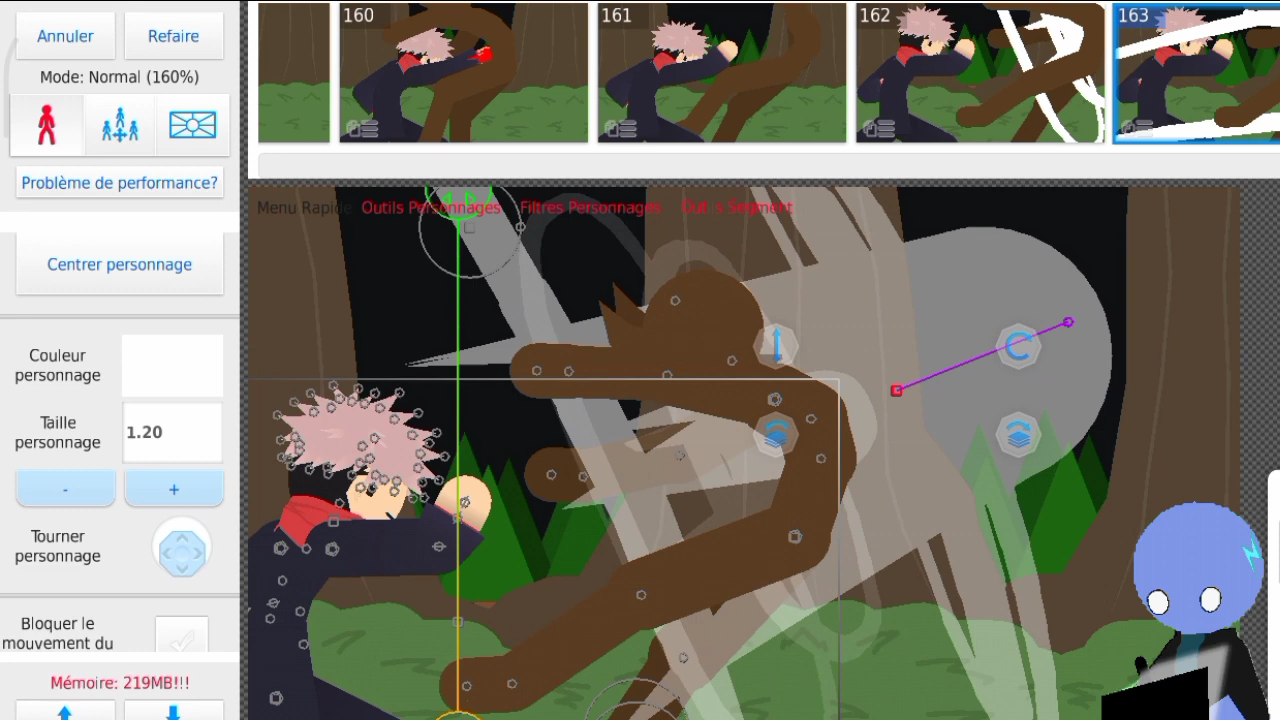 Annuler
Refaire
Mode: Normal (160%)
Problème de performance?
Centrer personnage
Couleur
personnage
Taille
personnage
1.20
-
+
Tourner
personnage
Bloquer le
mouvement du
Mémoire: 219MB!!!
160
161
162
163
Menu Rapide
Outils Personnages
Filtres Personnages
Outils Segment